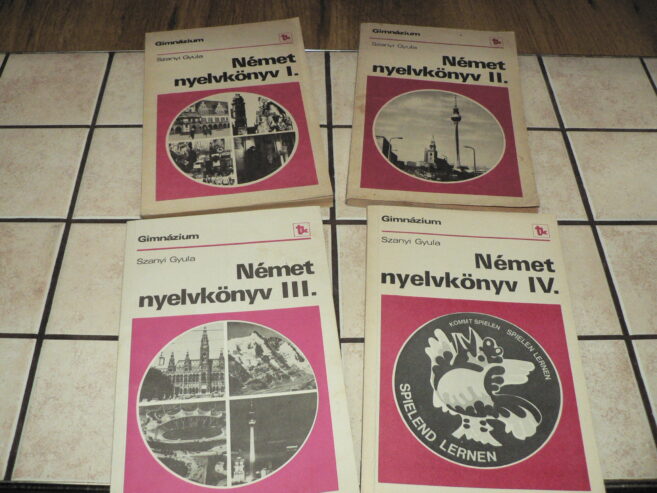 Gimnázium
Szanyi Gyula
Német
nyelvkönyv I.
Gimnázium
Szanyi Gyula
Német
nyelvkönyv II.
Gimnázium
Szanyi Gyula
Német
nyelvkönyv III.
Gimnázium
Szanyi Gyula
Német
nyelvkönyv IV.
KOMMT SPIELEN SPIELEN LERNEN
SPIELEND LERNEN